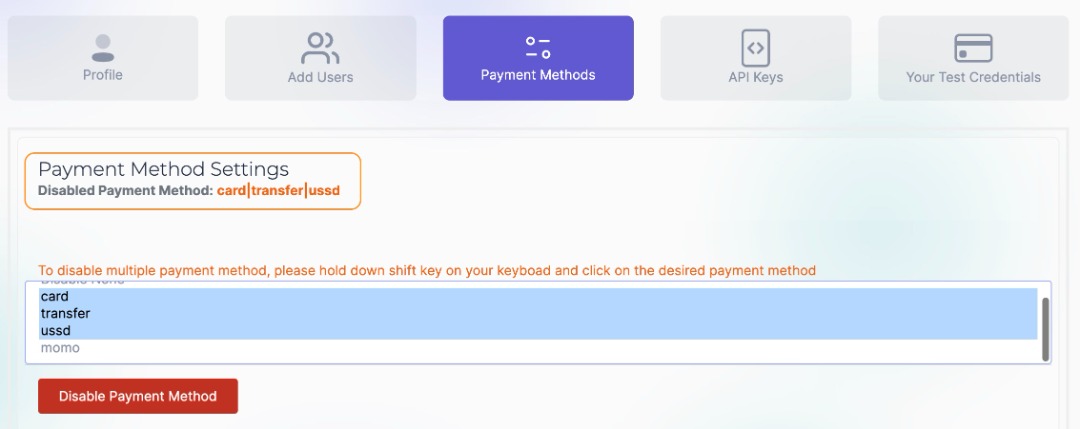 Profile
Add Users
Payment Methods
API Keys
Your Test Credentials
Payment Method Settings
Disabled Payment Method: card|transfer|ussd
To disable multiple payment method, please hold down shift key on your keyboad and click on the desired payment method
Disable None
card
transfer
ussd
momo
Disable Payment Method